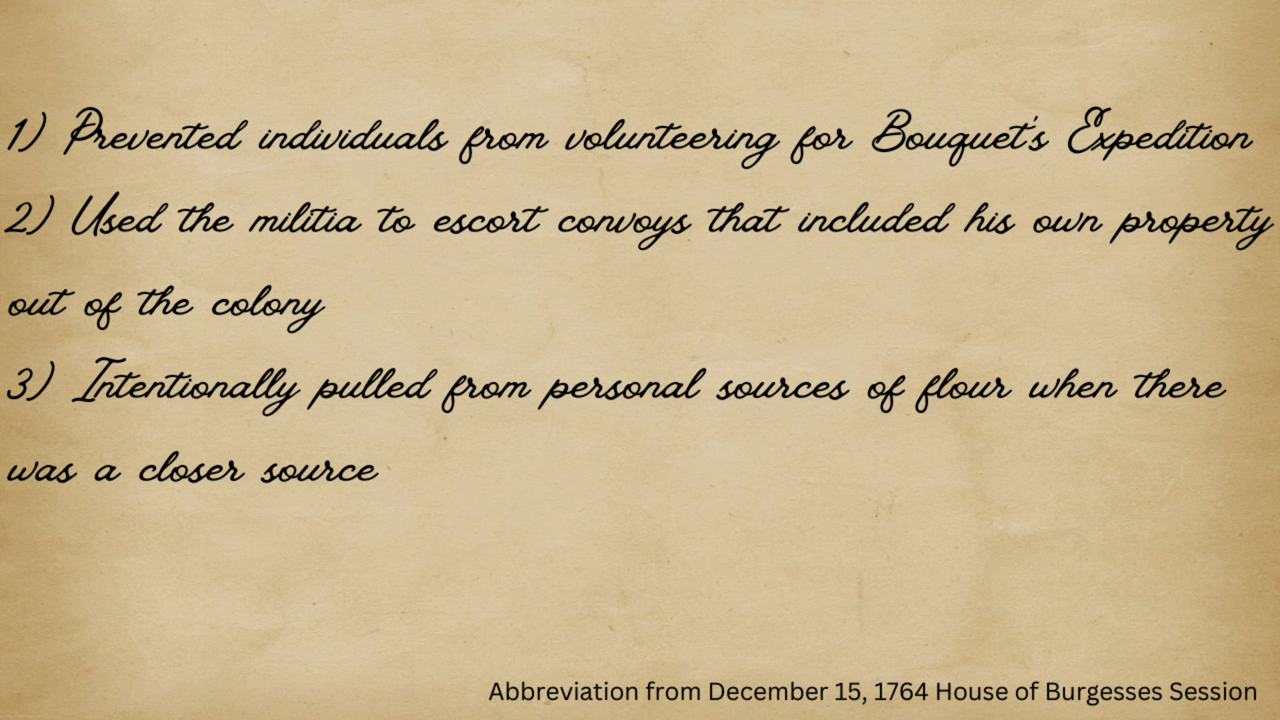 1) Prevented individuals from volunteering for Bouquet's Expedition
2) Used the militia to escort convoys that included his own property
out of the colony
3) Intentionally pulled from personal sources of flour when there
was a closer source
Abbreviation from December 15, 1764 House of Burgesses Session